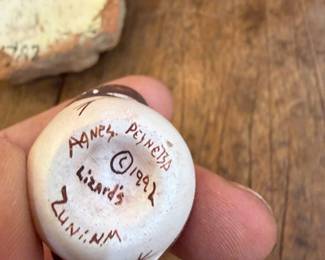 Agnes. Peynetsa
© 1992
Lizard's
Zuni.NM